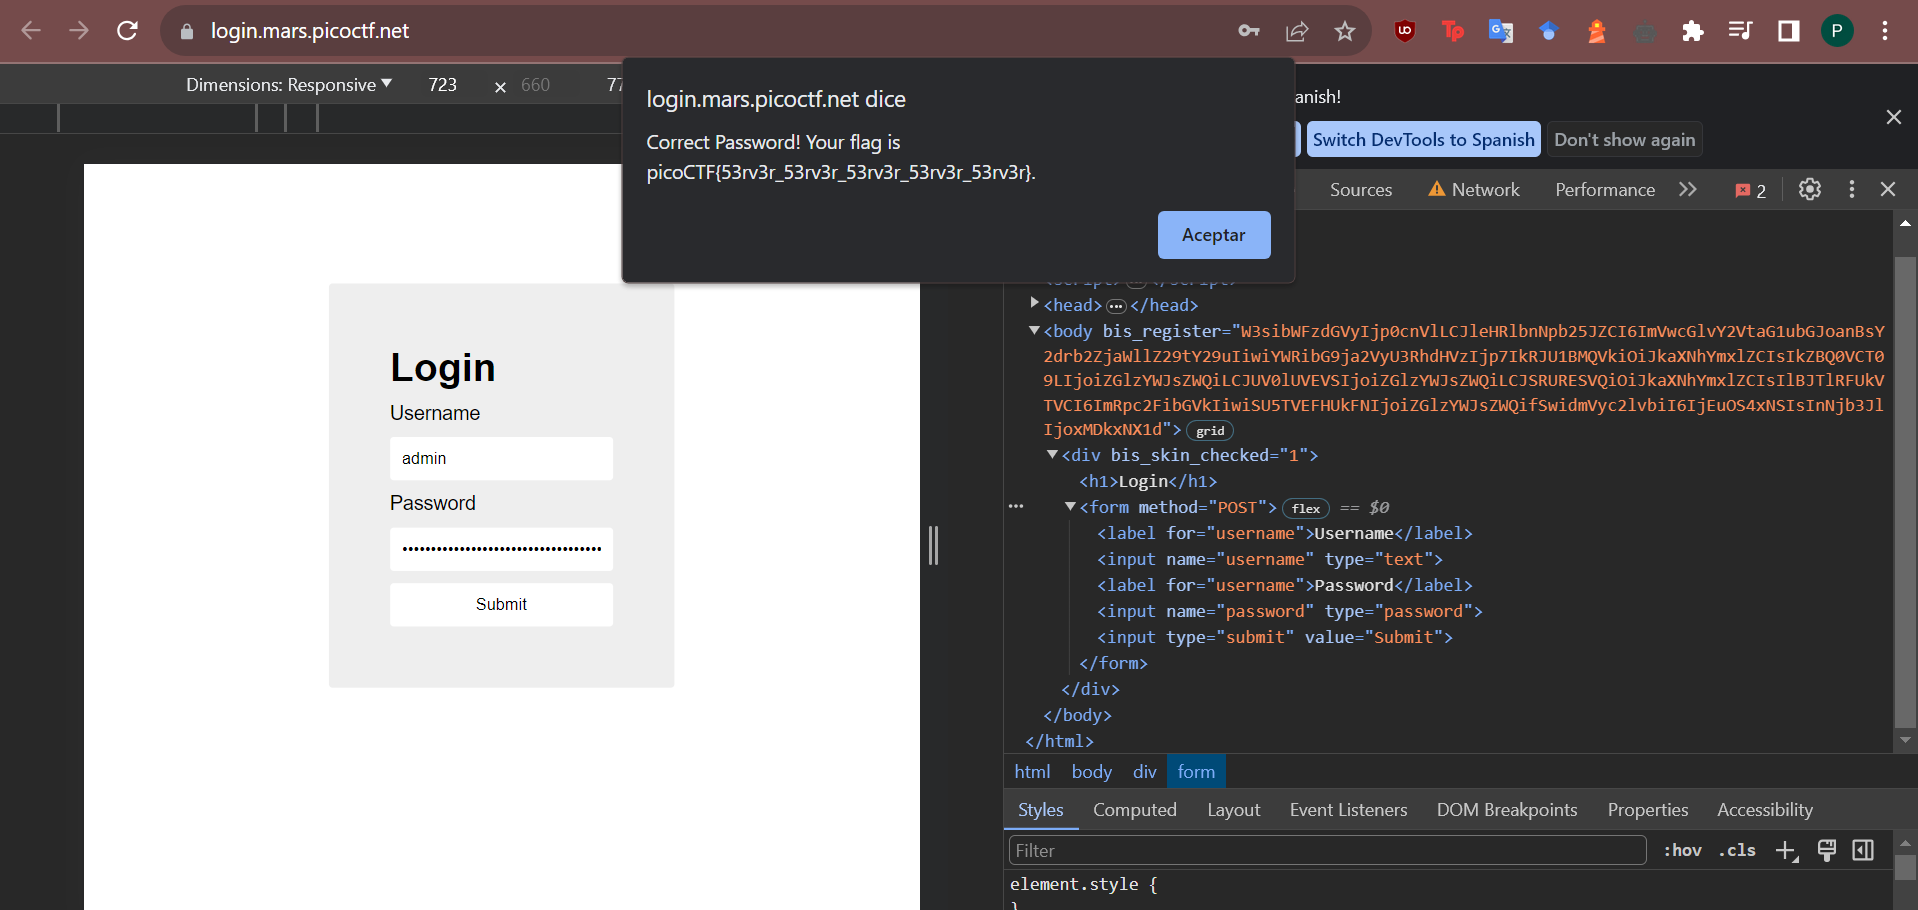 login.mars.picoctf.net
P
Dimensions: Responsive
723
×
660
login.mars.picoctf.net dice
Correct Password! Your flag is
picoCTF{53rv3r_53rv3r_53rv3r_53rv3r_53rv3r}.
Aceptar
Switch DevTools to Spanish
Don't show again
Sources
Network
Performance
2
<head>…</head>
<body bis_register="W3sibWFzdGVyIjp0cnVlLCJleHRlbnNpb25JZCI6ImVwcGlvY2VtaG1ubGJoanBsY
2drb2ZjaWllZ29tY29uIiwiYWRibG9ja2VyU3RhdHVzIjp7IkRJU1BMQVkiOiJkaXNhYmxlZCIsIkZBQ0VCT0
9LIjoiZGlzYWJsZWQiLCJUV0lUVEVSIjoiZGlzYWJsZWQiLCJSRURESVQiOiJkaXNhYmxlZCIsIlBJTlRFUkV
TVCI6ImRpc2FibGVkIiwiSU5TVEFHUkFNIjoiZGlzYWJsZWQifSwidmVyc2lvbiI6IjEuOS4xNSIsInNjb3Jl
IjoxMDkxNX1d"> grid
<div bis_skin_checked="1">
<h1>Login</h1>
<form method="POST"> flex == $0
<label for="username">Username</label>
<input name="username" type="text">
<label for="username">Password</label>
<input name="password" type="password">
<input type="submit" value="Submit">
</form>
</div>
</body>
</html>
html body div form
Styles Computed Layout Event Listeners DOM Breakpoints Properties Accessibility
Filter
:hov .cls
element.style {
Login
Username
admin
Password
Submit